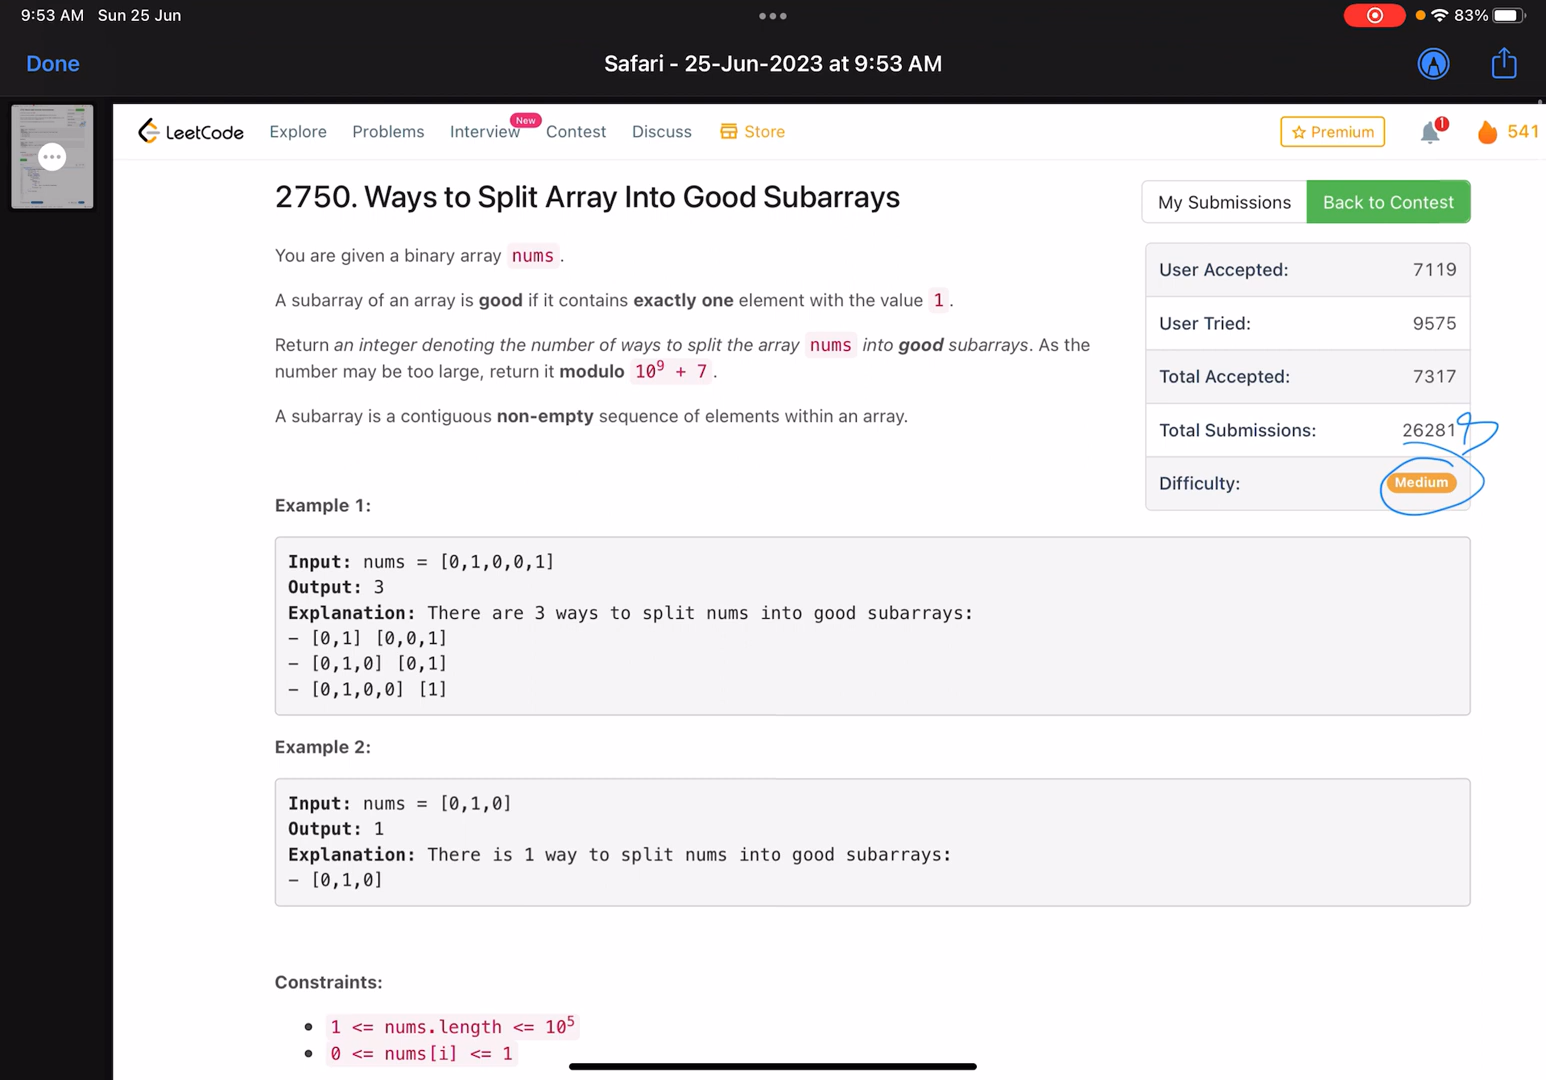 9:53 AM Sun 25 Jun
83%
Done
Safari - 25-Jun-2023 at 9:53 AM
LeetCode Explore Problems Interview New Contest Discuss Store
Premium
1
541
2750. Ways to Split Array Into Good Subarrays
My Submissions
Back to Contest
You are given a binary array nums .
A subarray of an array is good if it contains exactly one element with the value 1 .
Return an integer denoting the number of ways to split the array nums into good subarrays. As the
number may be too large, return it modulo 10⁹ + 7 .
A subarray is a contiguous non-empty sequence of elements within an array.
User Accepted: 7119
User Tried: 9575
Total Accepted: 7317
Total Submissions: 26281
Difficulty: Medium
Example 1:
Input: nums = [0,1,0,0,1]
Output: 3
Explanation: There are 3 ways to split nums into good subarrays:
- [0,1] [0,0,1]
- [0,1,0] [0,1]
- [0,1,0,0] [1]
Example 2:
Input: nums = [0,1,0]
Output: 1
Explanation: There is 1 way to split nums into good subarrays:
- [0,1,0]
Constraints:
• 1 <= nums.length <= 10⁵
• 0 <= nums[i] <= 1